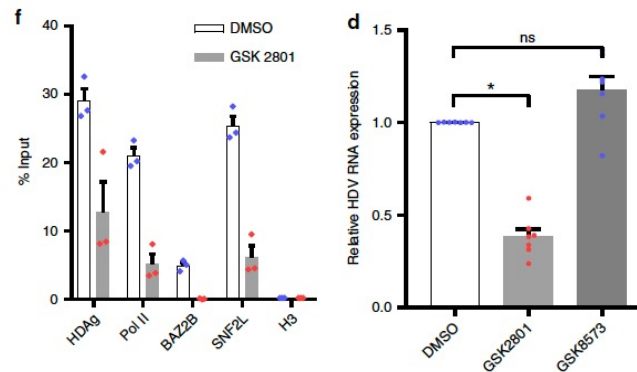 f
DMSO
GSK 2801
% Input
40
30
20
10
0
HDAg
Pol II
BAZ2B
SNF2L
H3
d
ns
*
Relative HDV RNA expression
1.5
1.0
0.5
0.0
DMSO
GSK2801
GSK8573